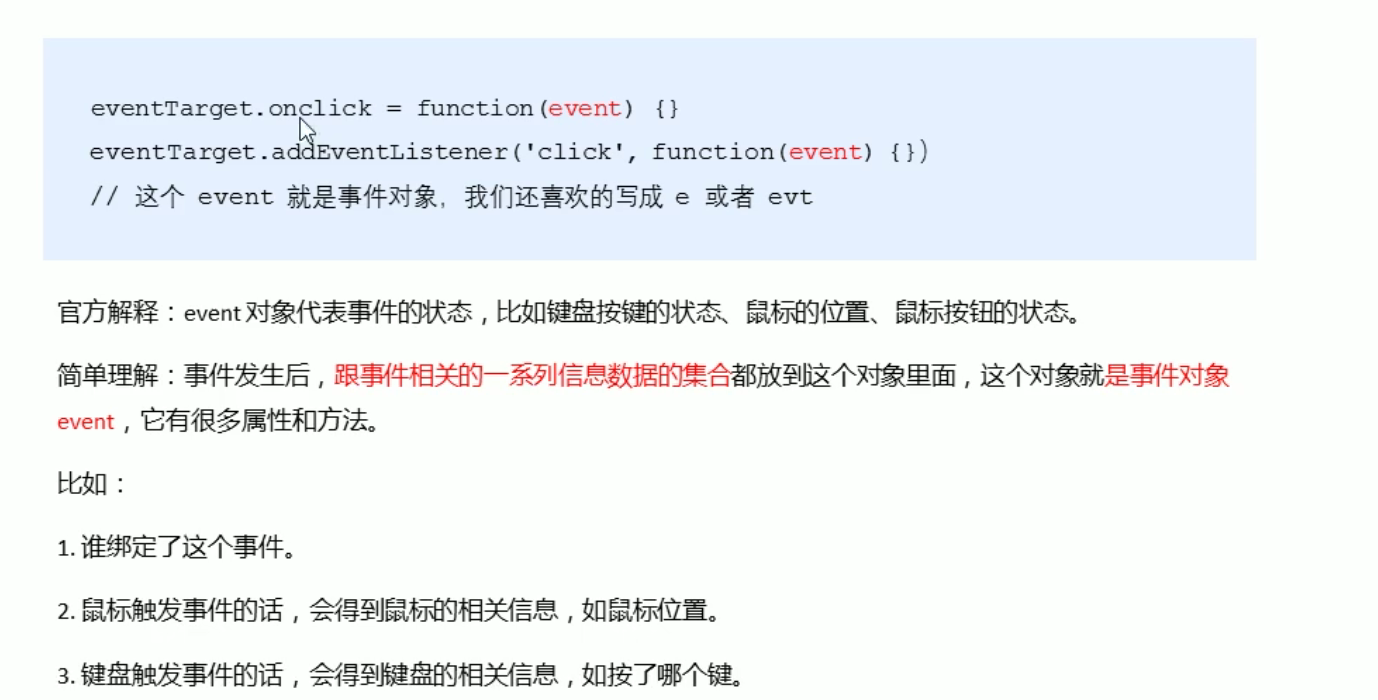 eventTarget.onclick = function(event) {}
eventTarget.addEventListener('click', function(event) {})
// 这个 event 就是事件对象，我们还喜欢的写成 e 或者 evt
官方解释：event 对象代表事件的状态，比如键盘按键的状态、鼠标的位置、鼠标按钮的状态。
简单理解：事件发生后，跟事件相关的一系列信息数据的集合都放到这个对象里面，这个对象就是事件对象
event，它有很多属性和方法。
比如：
1. 谁绑定了这个事件。
2. 鼠标触发事件的话，会得到鼠标的相关信息，如鼠标位置。
3. 键盘触发事件的话，会得到键盘的相关信息，如按了哪个键。